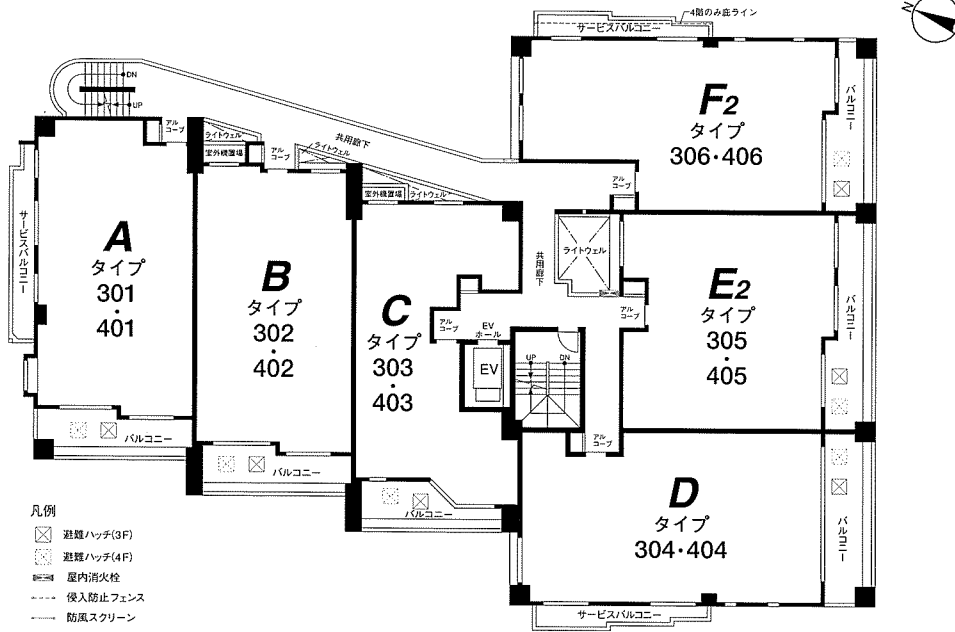 N
4階のみ庇ライン
サービスバルコニー
DN
UP
アル
コーブ
ライトウェル
室外機置場
アル
コーブ
ライトウェル
共用廊下
室外機置場
ライトウェル
F2
タイプ
306・406
バルコニー
アル
コーブ
サービスバルコニー
A
タイプ
301
・
401
B
タイプ
302
・
402
C
タイプ
303
・
403
共用廊下
ライトウェル
E2
タイプ
305
・
405
バルコニー
アル
コーブ
アル
コーブ
EV
ホール
EV
UP
DN
アル
コーブ
D
タイプ
304・404
バルコニー
バルコニー
バルコニー
バルコニー
サービスバルコニー
凡例
避難ハッチ(3F)
避難ハッチ(4F)
屋内消火栓
侵入防止フェンス
防風スクリーン